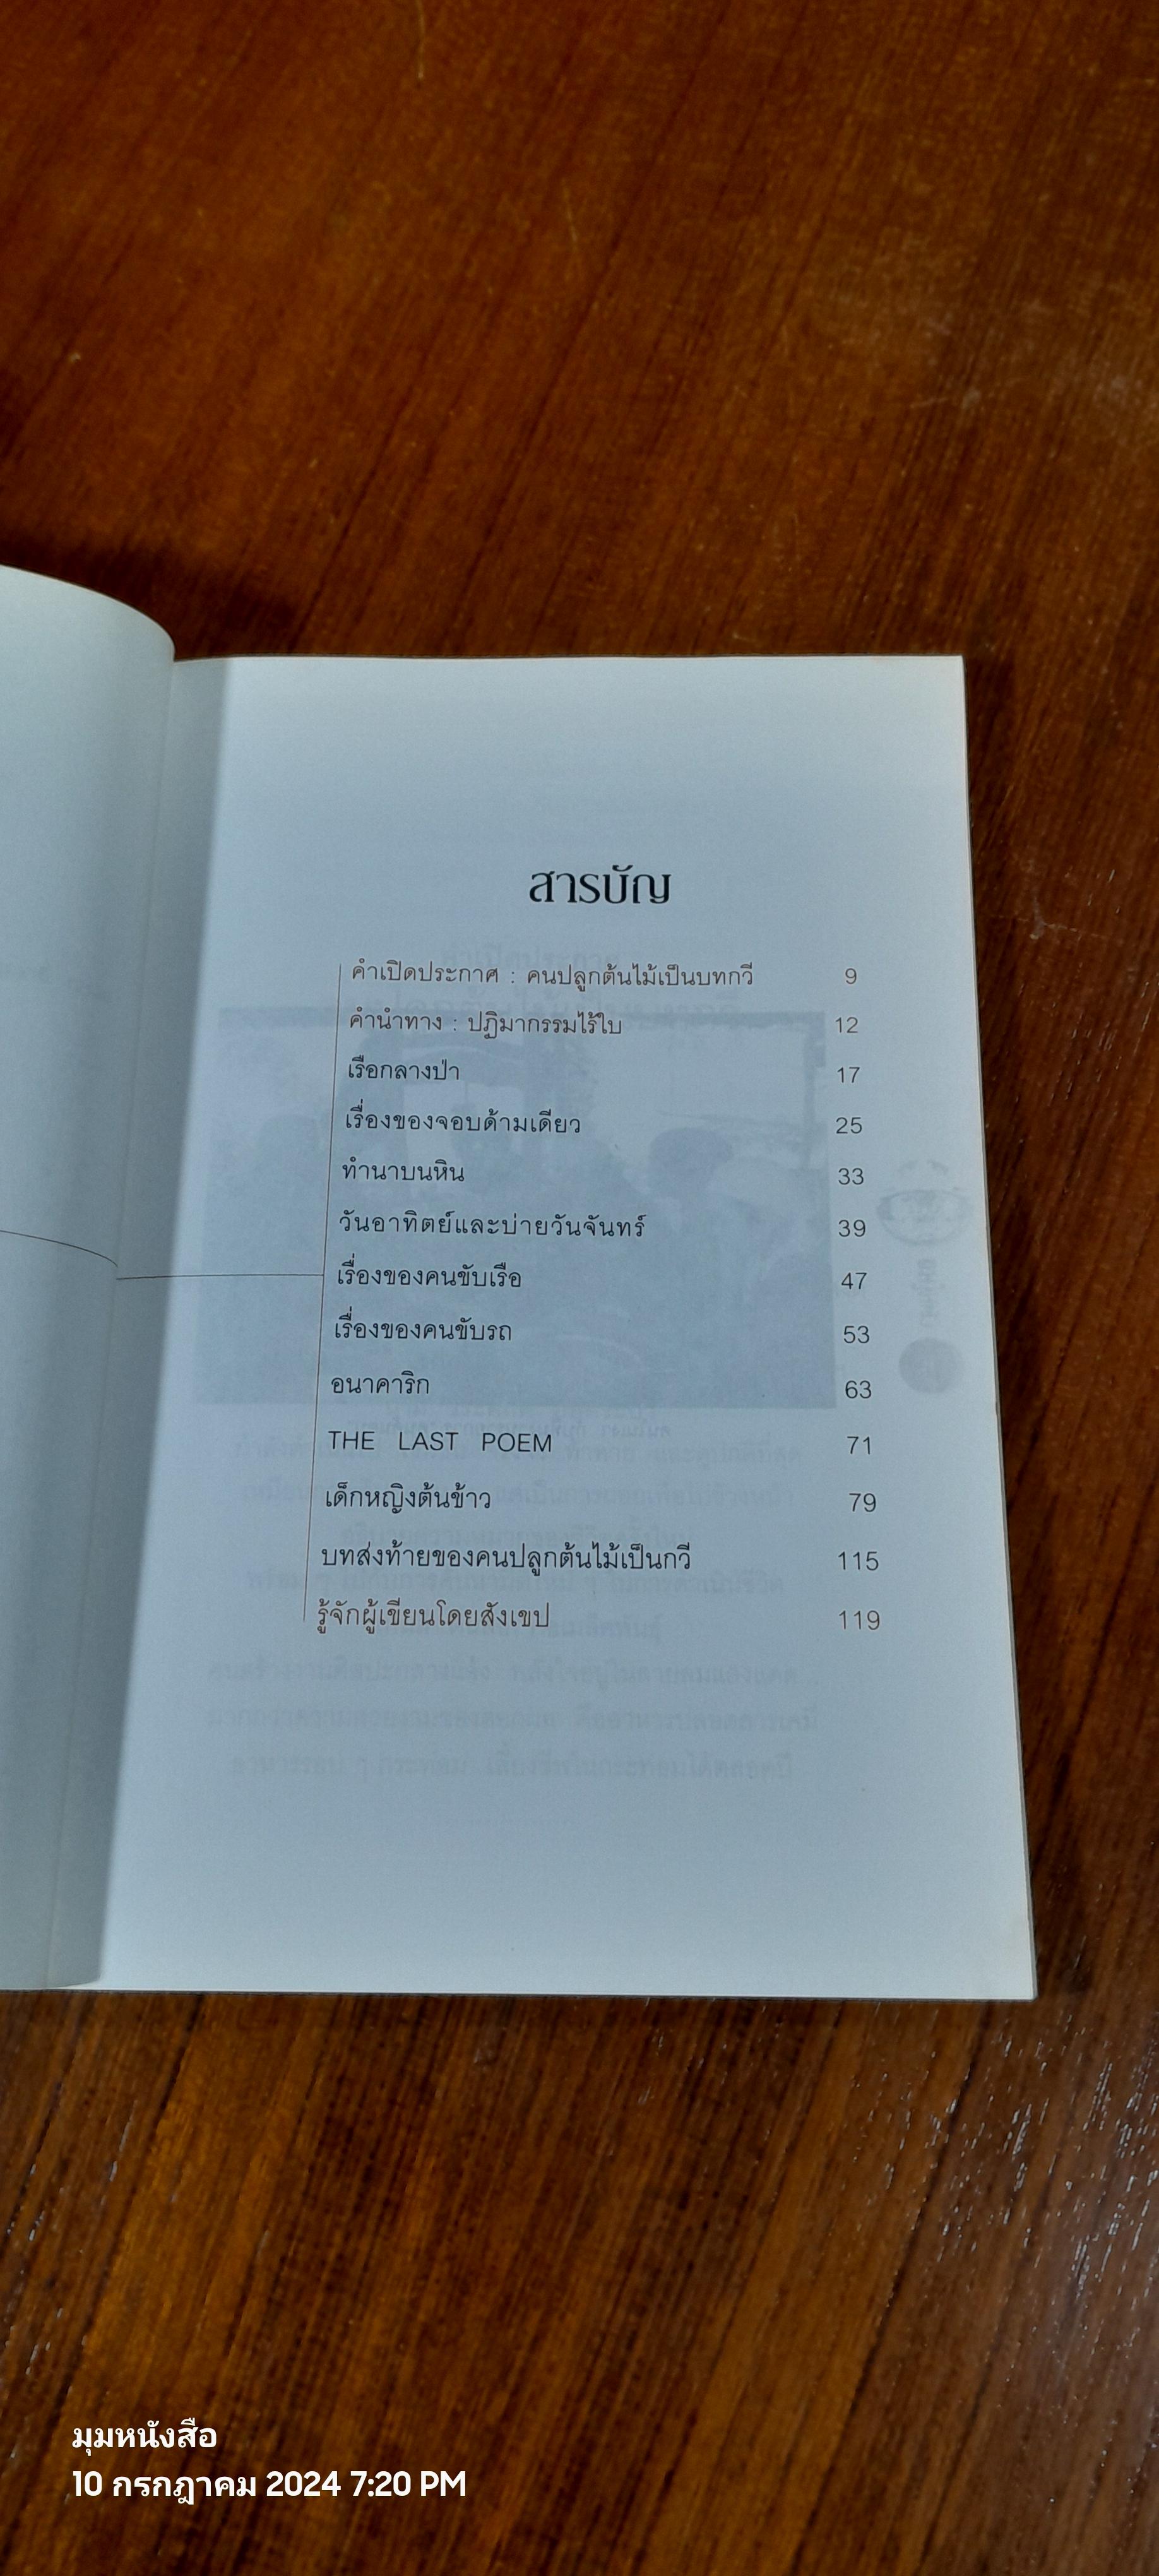 สารบัญ
คำเปิดประกาศ : คนปลูกต้นไม้เป็นบทกวี 9
คำนำทาง : ปฏิมากรรมไร้ใบ 12
เรือกลางป่า 17
เรื่องของจอบด้ามเดียว 25
ทำนาบนหิน 33
วันอาทิตย์และบ่ายวันจันทร์ 39
เรื่องของคนขับเรือ 47
เรื่องของคนขับรถ 53
อนาคาริก 63
THE LAST POEM 71
เด็กหญิงต้นข้าว 79
บทส่งท้ายของคนปลูกต้นไม้เป็นกวี 115
รู้จักผู้เขียนโดยสังเขป 119
มุมหนังสือ
10 กรกฎาคม 2024 7:20 PM